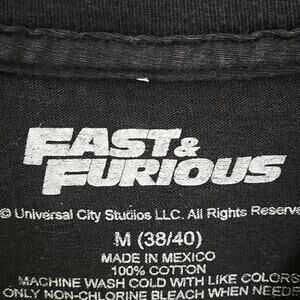 FAST &
FURIOUS
© Universal City Studios LLC. All Rights Reserve
M (38/40)
MADE IN MEXICO
100% COTTON
MACHINE WASH COLD WITH LIKE COLORS
ONLY NON-CHLORINE BLEACH WHEN NEEDE